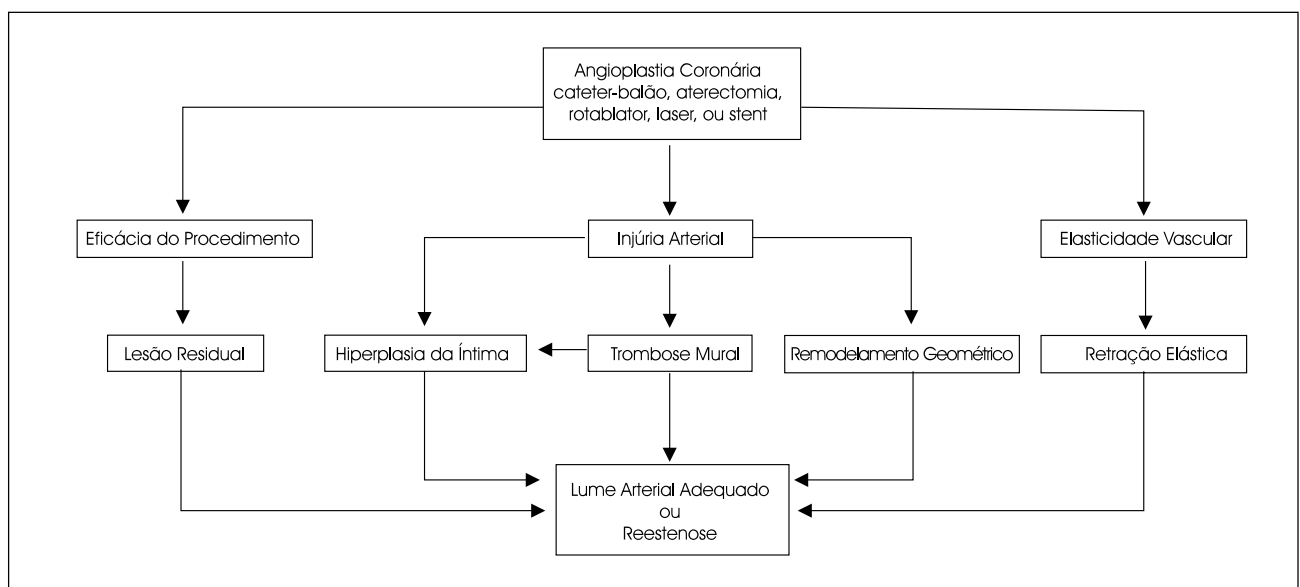 Angioplastia Coronária
cateter-balão, aterectomia,
rotablator, laser, ou stent
Eficácia do Procedimento
Injúria Arterial
Elasticidade Vascular
Lesão Residual
Hiperplasia da Íntima
Trombose Mural
Remodelamento Geométrico
Retração Elástica
Lume Arterial Adequado
ou
Reestenose